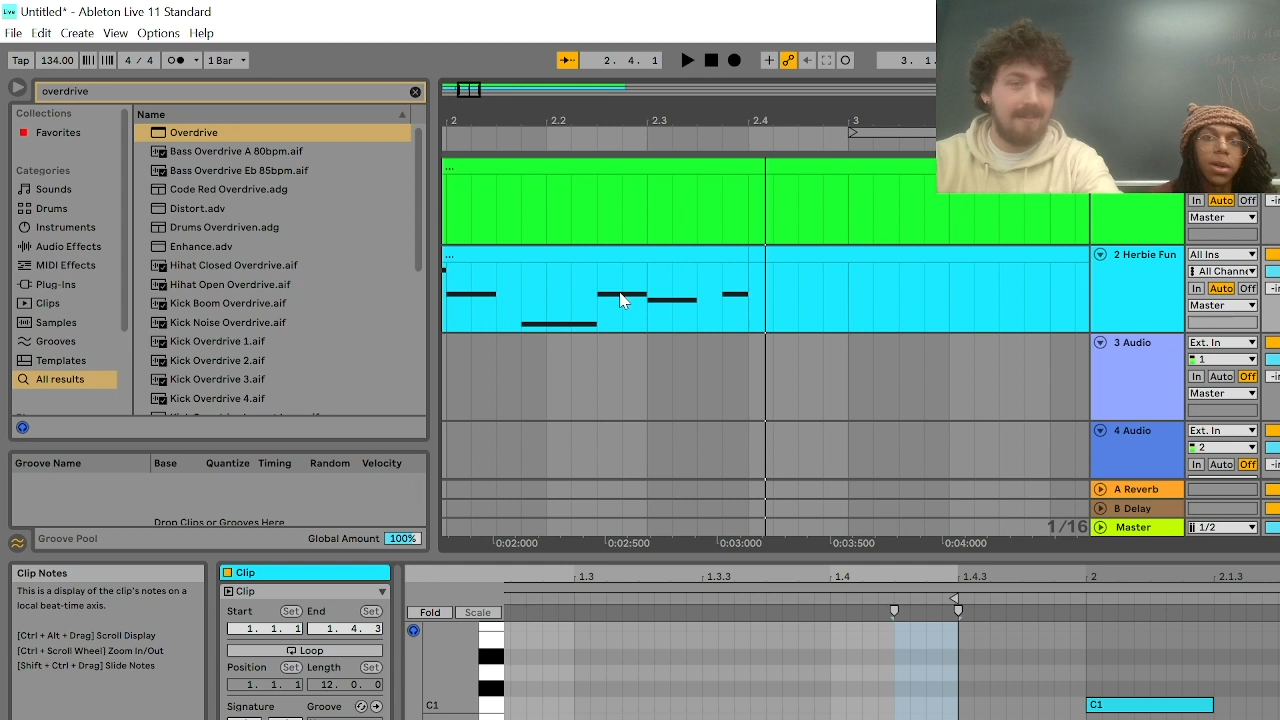 Untitled* - Ableton Live 11 Standard
File Edit Create View Options Help
Tap 134.00 4 / 4 1 Bar 2. 4. 1 3. 1.
overdrive
Collections
Favorites
Categories
Sounds
Drums
Instruments
Audio Effects
MIDI Effects
Plug-Ins
Clips
Samples
Grooves
Templates
All results
Name
Overdrive
Bass Overdrive A 80bpm.aif
Bass Overdrive Eb 85bpm.aif
Code Red Overdrive.adg
Distort.adv
Drums Overdriven.adg
Enhance.adv
Hihat Closed Overdrive.aif
Hihat Open Overdrive.aif
Kick Boom Overdrive.aif
Kick Noise Overdrive.aif
Kick Overdrive 1.aif
Kick Overdrive 2.aif
Kick Overdrive 3.aif
Kick Overdrive 4.aif
Groove Name Base Quantize Timing Random Velocity
Drop Clips or Grooves Here
Groove Pool Global Amount 100%
2 2.2 2.3 2.4 3
...
...
In Auto Off
Master
2 Herbie Fun All Ins
All Channe
In Auto Off
Master
3 Audio Ext. In
1
In Auto Off
Master
4 Audio Ext. In
2
In Auto Off
A Reverb
B Delay
1/16 Master 1/2
0:02:000 0:02:500 0:03:000 0:03:500 0:04:000
Clip Notes
This is a display of the clip's notes on a
local beat-time axis.
[Ctrl + Alt + Drag] Scroll Display
[Ctrl + Scroll Wheel] Zoom In/Out
[Shift + Ctrl + Drag] Slide Notes
Clip
Clip
Start Set End Set
1. 1. 1 1. 4. 3
Loop
Position Set Length
1. 1. 1 12. 0. 0
Signature Groove
1.3 1.3.3 1.4 1.4.3 2 2.1.3
Fold Scale
C1
C1
MUS